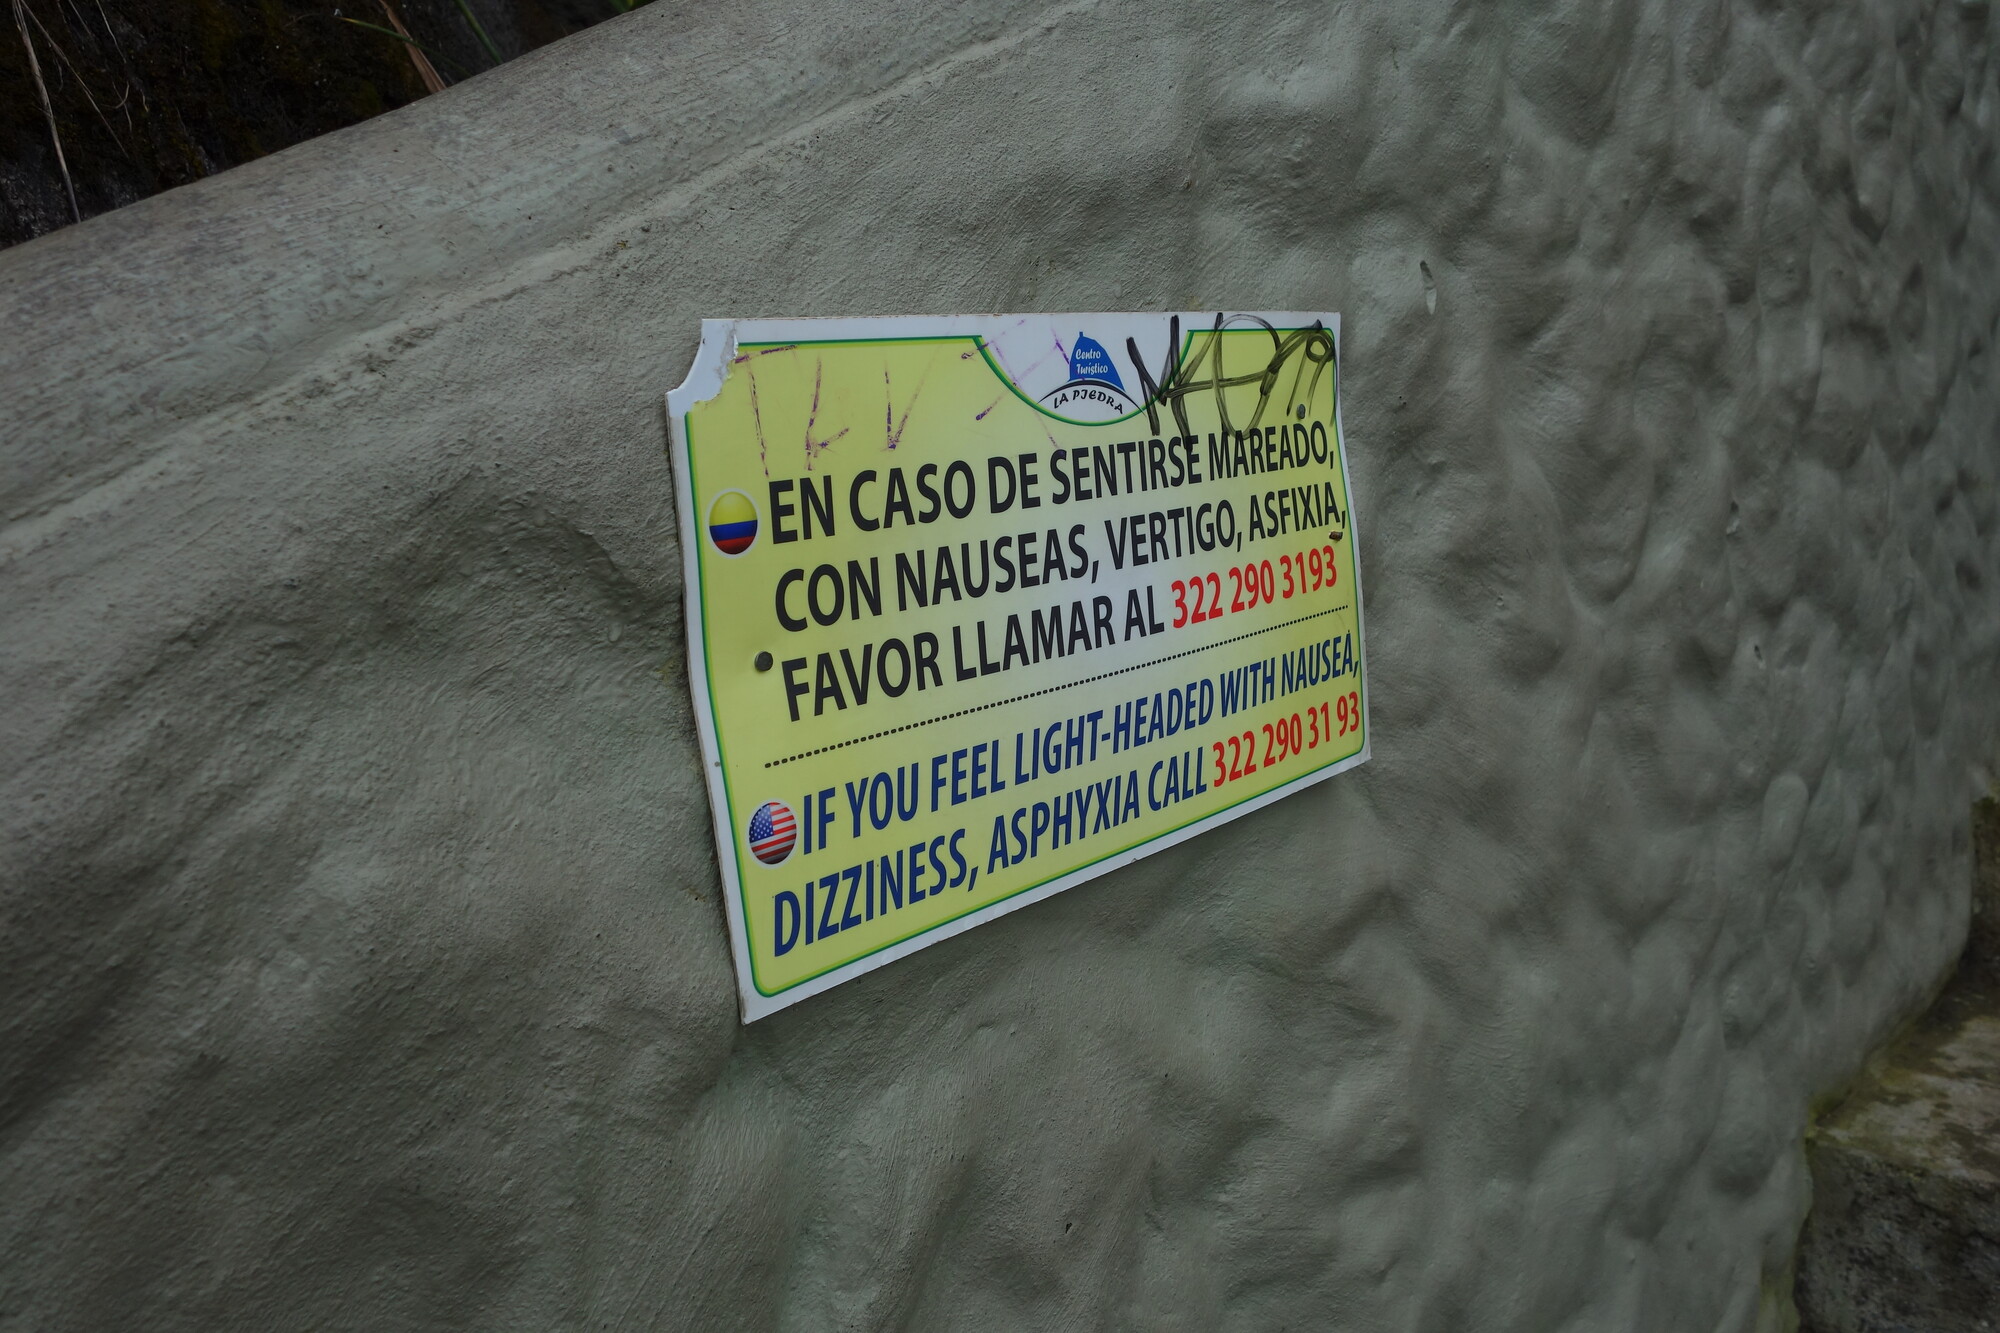 Centro
Turístico
LA PIEDRA
EN CASO DE SENTIRSE MAREADO,
CON NAUSEAS, VERTIGO, ASFIXIA,
FAVOR LLAMAR AL 322 290 3193
IF YOU FEEL LIGHT-HEADED WITH NAUSEA,
DIZZINESS, ASPHYXIA CALL 322 290 31 93